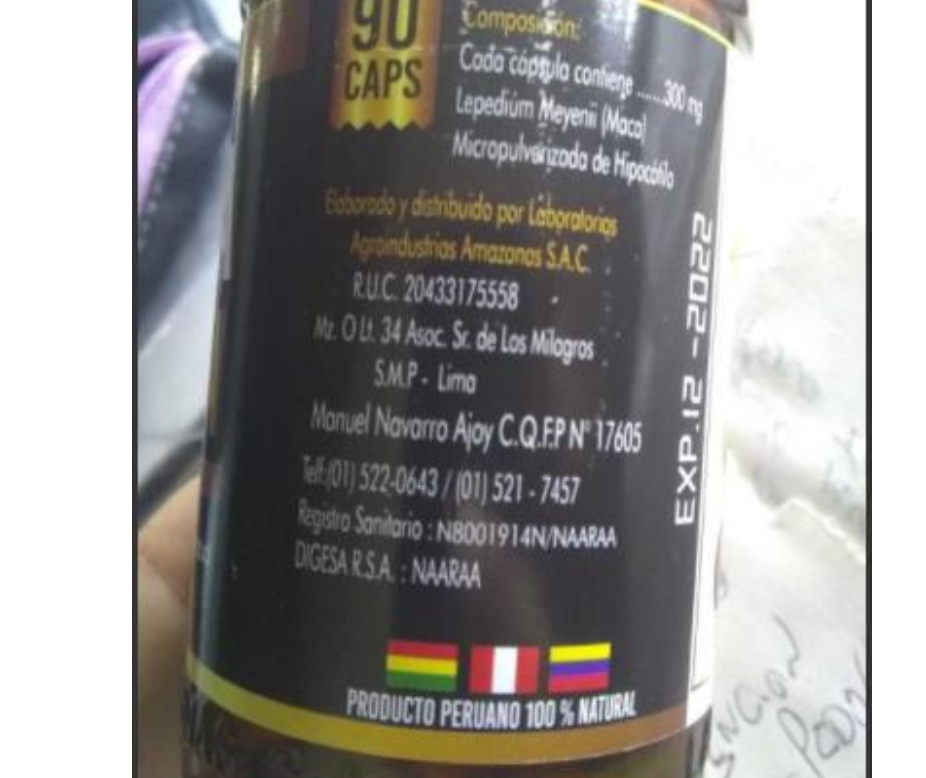 90
CAPS
Composición:
Cada cápsula contiene ......300 mg
Lepediúm Meyenii (Maca)
Micropulverizada de Hipocótilo
Elaborado y distribuido por Laboratorios
Agroindustrias Amazonas S.A.C.
R.U.C. 20433175558
Mz. O Lt. 34 Asoc. Sr. de Los Milagros
S.M.P - Lima
Manuel Navarro Ajoy C.Q.F.P N° 17605
Telf:(01) 522-0643 / (01) 521 - 7457
Registro Sanitario : N8001914N/NAARAA
DIGESA R.S.A. : NAARAA
PRODUCTO PERUANO 100 % NATURAL
EXP.12 -2022